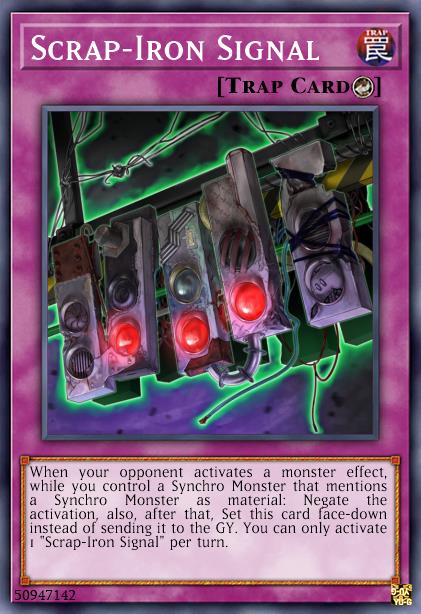 Scrap-Iron Signal
TRAP
罠
[Trap Card]
When your opponent activates a monster effect,
while you control a Synchro Monster that mentions
a Synchro Monster as material: Negate the
activation, also, after that, Set this card face-down
instead of sending it to the GY. You can only activate
1 "Scrap-Iron Signal" per turn.
50947142